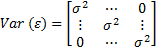 Var (ε) = [σ² ⋯ 0
⋮ σ² ⋮
0 ⋯ σ²]